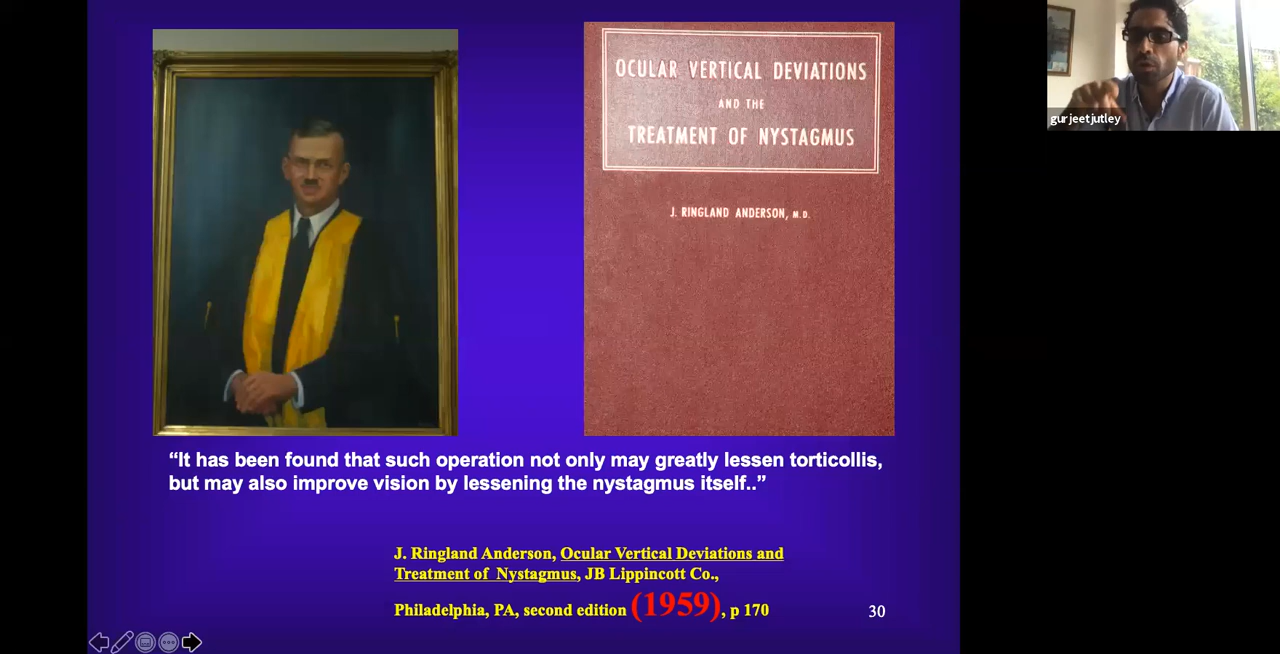 OCULAR VERTICAL DEVIATIONS
AND THE
TREATMENT OF NYSTAGMUS
J. RINGLAND ANDERSON, M.D.
gurjeetjutley
“It has been found that such operation not only may greatly lessen torticollis,
but may also improve vision by lessening the nystagmus itself..”
J. Ringland Anderson, Ocular Vertical Deviations and
Treatment of Nystagmus, JB Lippincott Co.,
Philadelphia, PA, second edition (1959), p 170
30